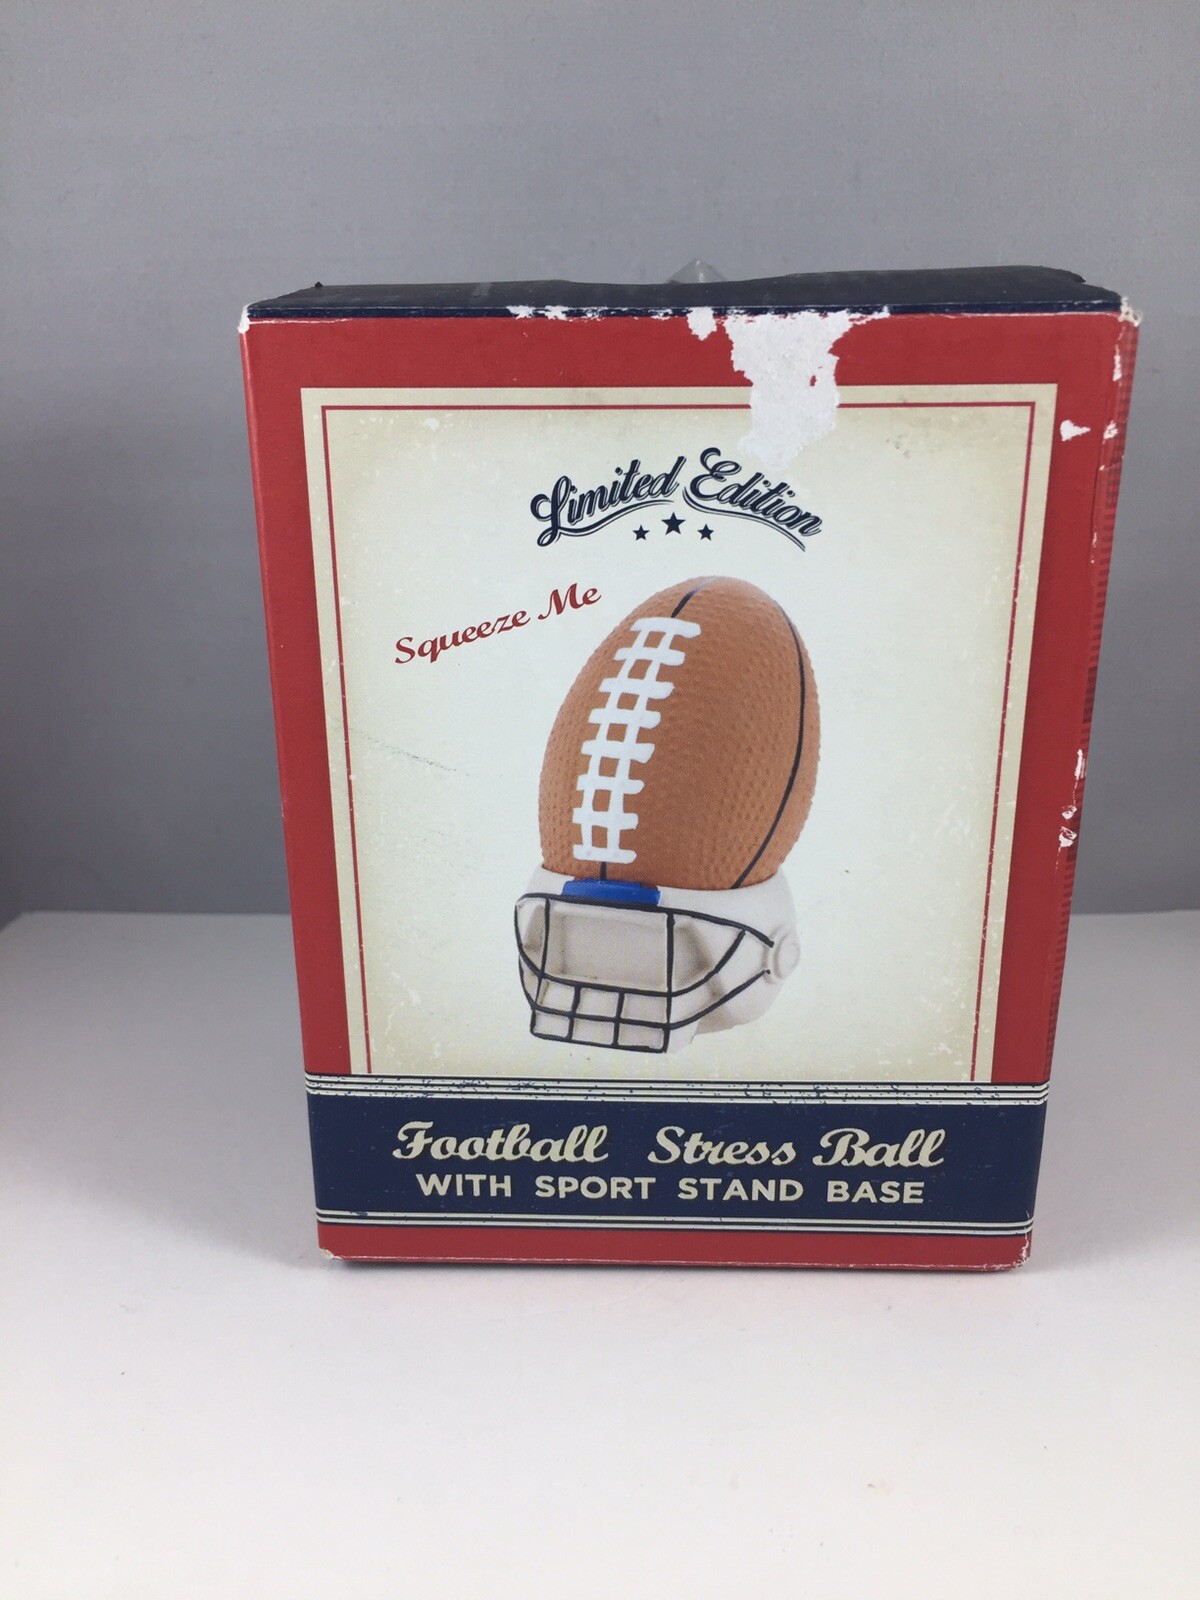 Limited Edition
Squeeze Me
Football Stress Ball
WITH SPORT STAND BASE